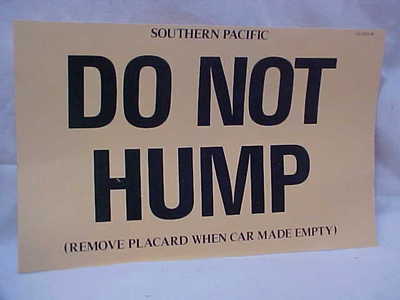 SOUTHERN PACIFIC
DO NOT
HUMP
(REMOVE PLACARD WHEN CAR MADE EMPTY)